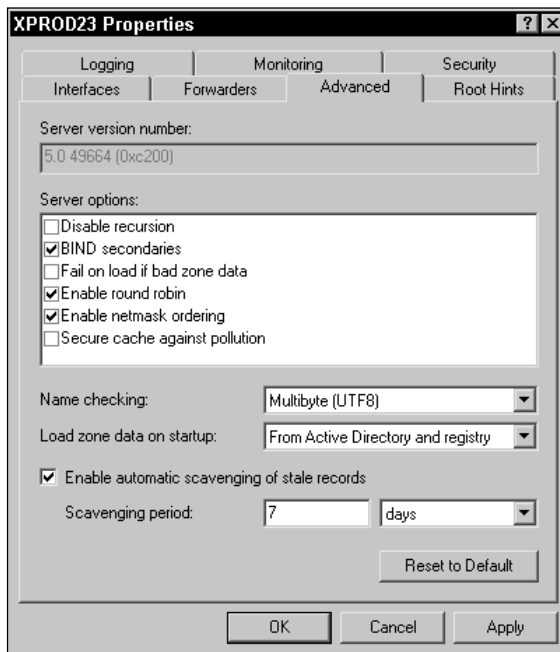 XPROD23 Properties
Logging Monitoring Security
Interfaces Forwarders Advanced Root Hints
Server version number:
5.0 49664 (0xc200)
Server options:
Disable recursion
BIND secondaries
Fail on load if bad zone data
Enable round robin
Enable netmask ordering
Secure cache against pollution
Name checking: Multibyte (UTF8)
Load zone data on startup: From Active Directory and registry
Enable automatic scavenging of stale records
Scavenging period: 7 days
Reset to Default
OK Cancel Apply